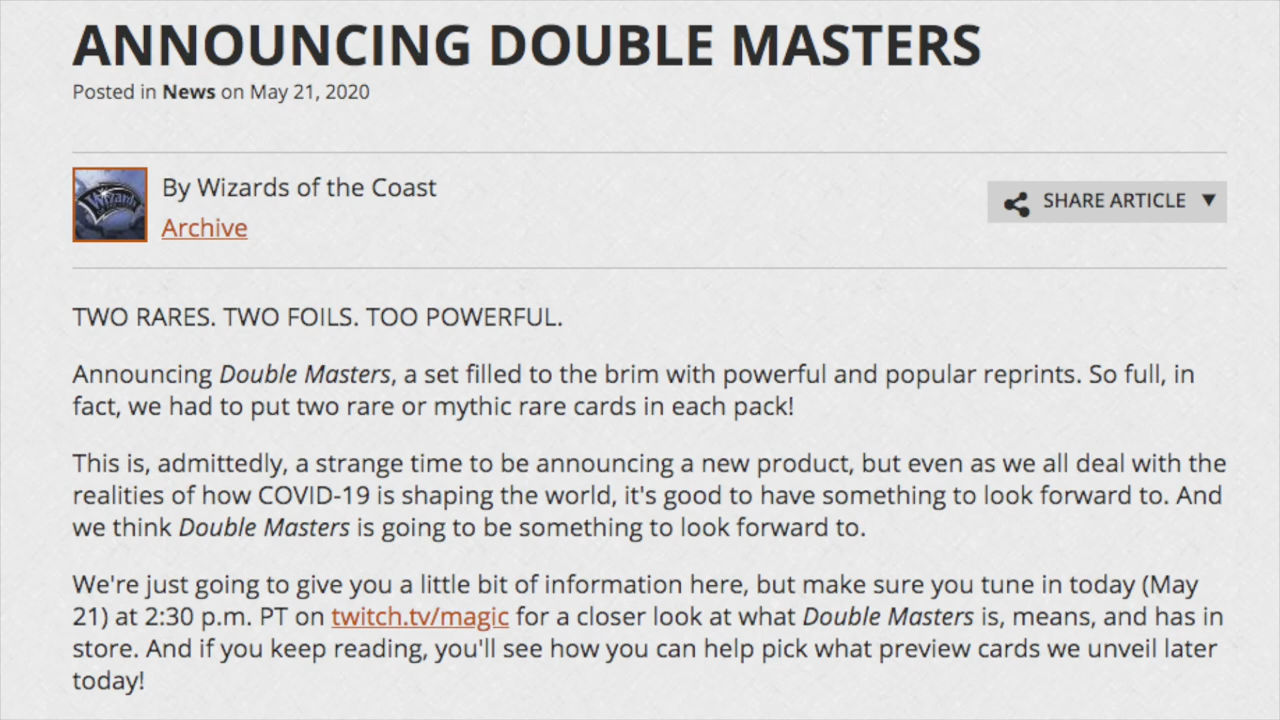 ANNOUNCING DOUBLE MASTERS
Posted in News on May 21, 2020
Wizards
By Wizards of the Coast
Archive
SHARE ARTICLE ▼
TWO RARES. TWO FOILS. TOO POWERFUL.
Announcing Double Masters, a set filled to the brim with powerful and popular reprints. So full, in
fact, we had to put two rare or mythic rare cards in each pack!
This is, admittedly, a strange time to be announcing a new product, but even as we all deal with the
realities of how COVID-19 is shaping the world, it's good to have something to look forward to. And
we think Double Masters is going to be something to look forward to.
We're just going to give you a little bit of information here, but make sure you tune in today (May
21) at 2:30 p.m. PT on twitch.tv/magic for a closer look at what Double Masters is, means, and has in
store. And if you keep reading, you'll see how you can help pick what preview cards we unveil later
today!